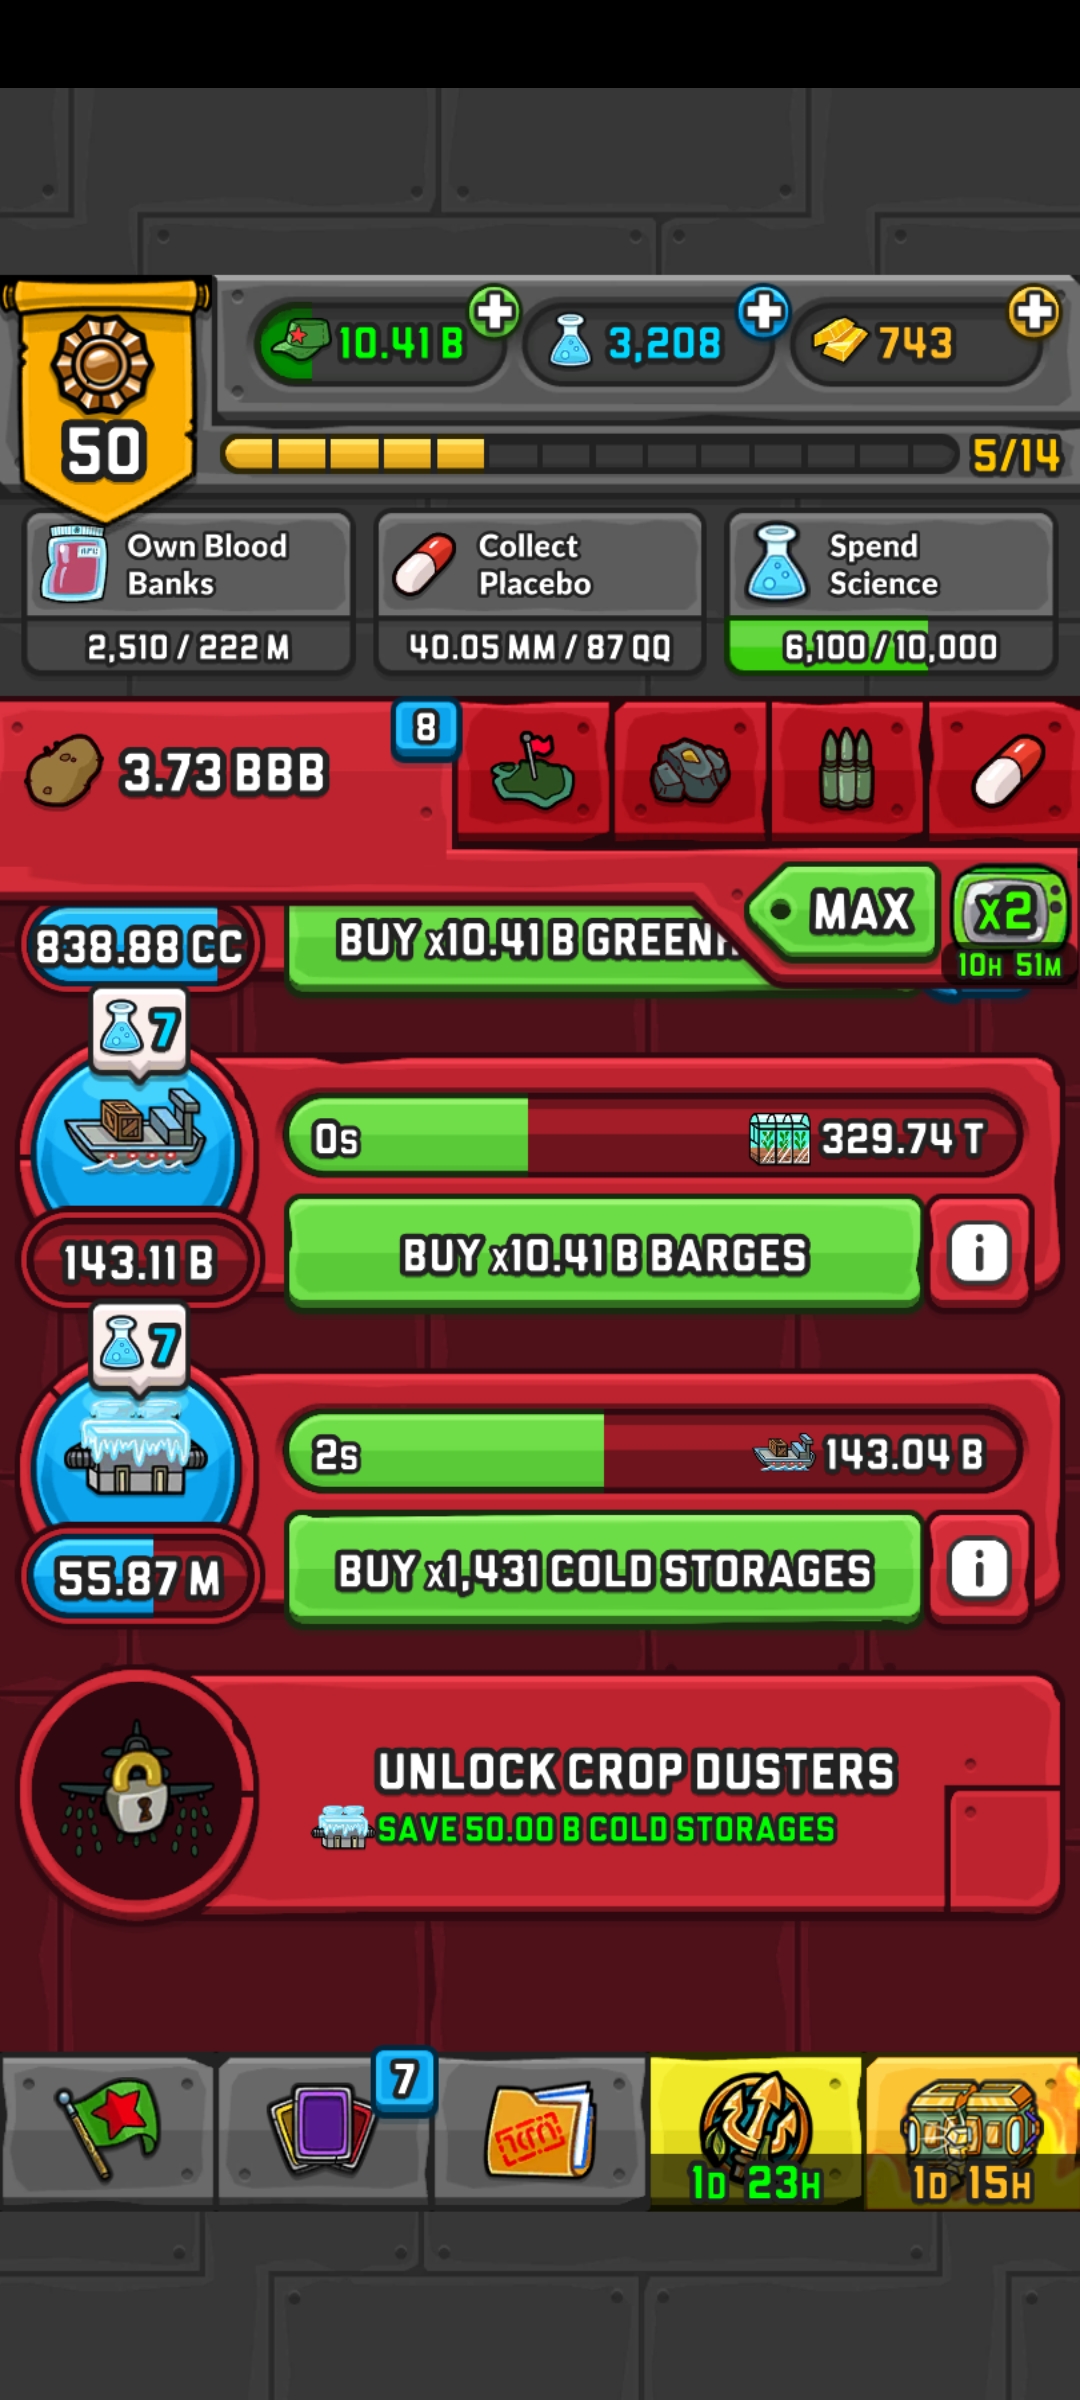 10.41 B
3,208
743
50
5/14
Own Blood
Banks
2,510 / 222 M
Collect
Placebo
40.05 MM / 87 QQ
Spend
Science
6,100 / 10,000
3.73 BBB
8
MAX
x2
10H 51M
838.88 CC
BUY x10.41 B
7
0s
329.74 T
143.11 B
BUY x10.41 B BARGES
7
2s
143.04 B
55.87 M
BUY x1,431 COLD STORAGES
UNLOCK CROP DUSTERS
SAVE 50.00 B COLD STORAGES
7
1D 23H
1D 15H